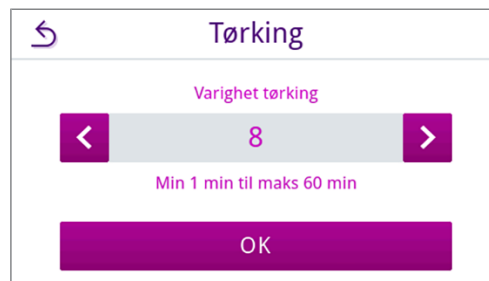 Tørking
Varighet tørking
8
Min 1 min til maks 60 min
OK